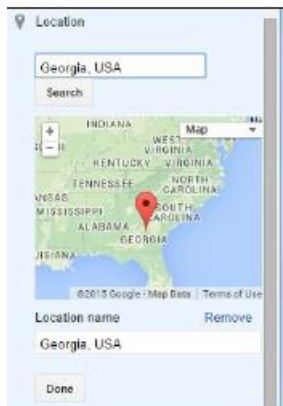 Location
Georgia, USA
Search
+
Map
−
INDIANA
WEST
VIRGINIA
KENTUCKY VIRGINIA
TENNESSEE
NORTH
CAROLINA
MISSISSIPPI
SOUTH
CAROLINA
ALABAMA
GEORGIA
©2015 Google - Map Data Terms of Use
Location name Remove
Georgia, USA
Done